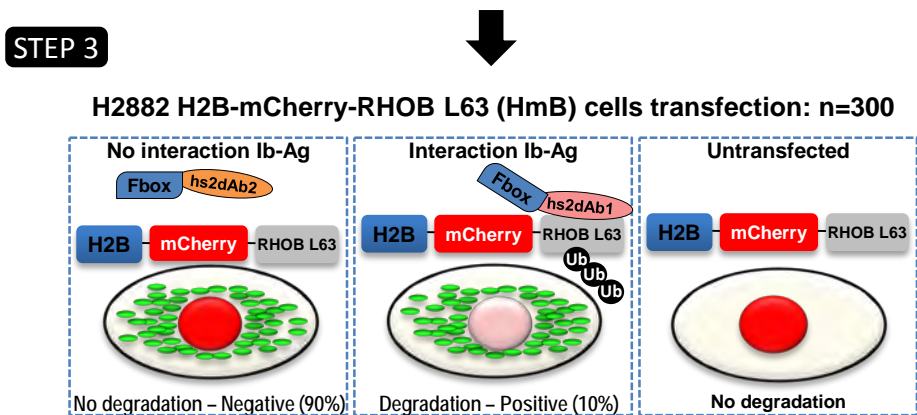 STEP 3
H2882 H2B-mCherry-RHOB L63 (HmB) cells transfection: n=300
No interaction Ib-Ag
Fbox
hs2dAb2
H2B
mCherry
RHOB L63
No degradation – Negative (90%)
Interaction Ib-Ag
Fbox
hs2dAb1
H2B
mCherry
RHOB L63
Ub
Ub
Ub
Degradation – Positive (10%)
Untransfected
H2B
mCherry
RHOB L63
No degradation